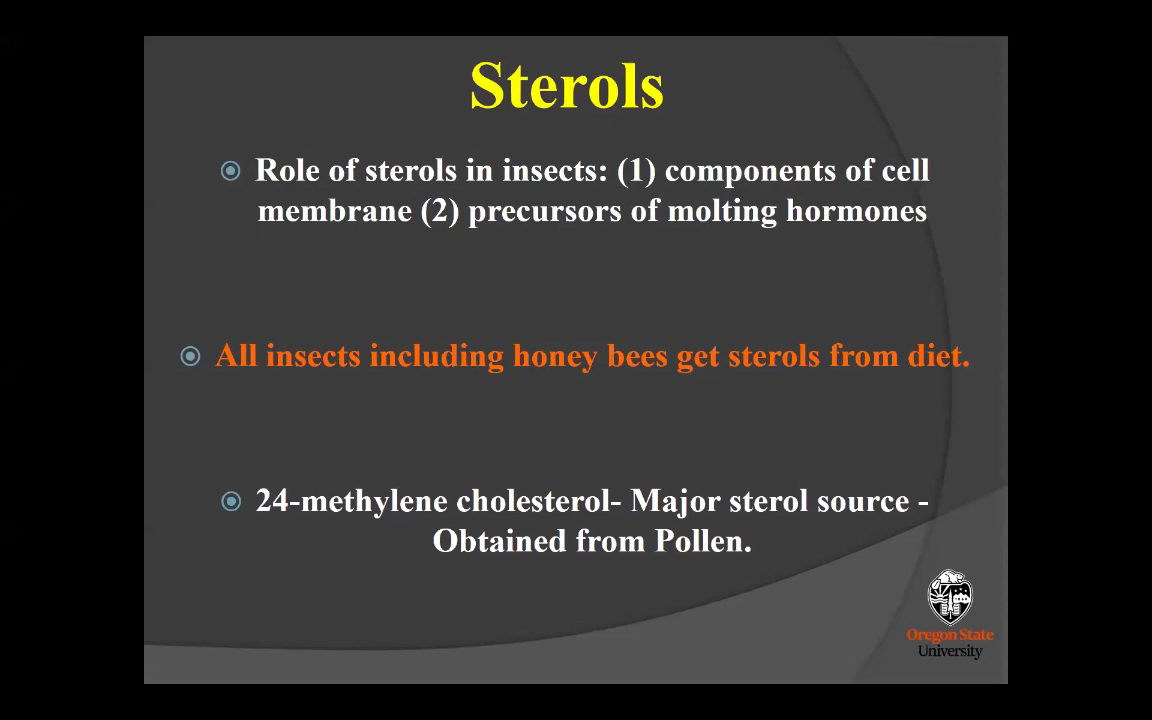 Sterols
Role of sterols in insects: (1) components of cell
membrane (2) precursors of molting hormones
All insects including honey bees get sterols from diet.
24-methylene cholesterol- Major sterol source -
Obtained from Pollen.
Oregon State
University